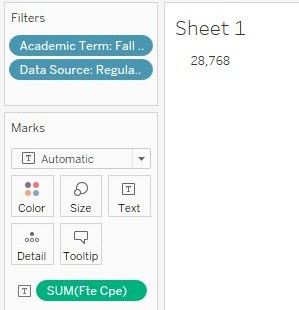 Filters
Academic Term: Fall ..
Data Source: Regula..
Marks
Automatic
Color
Size
Text
Detail
Tooltip
SUM(Fte Cpe)
Sheet 1
28,768